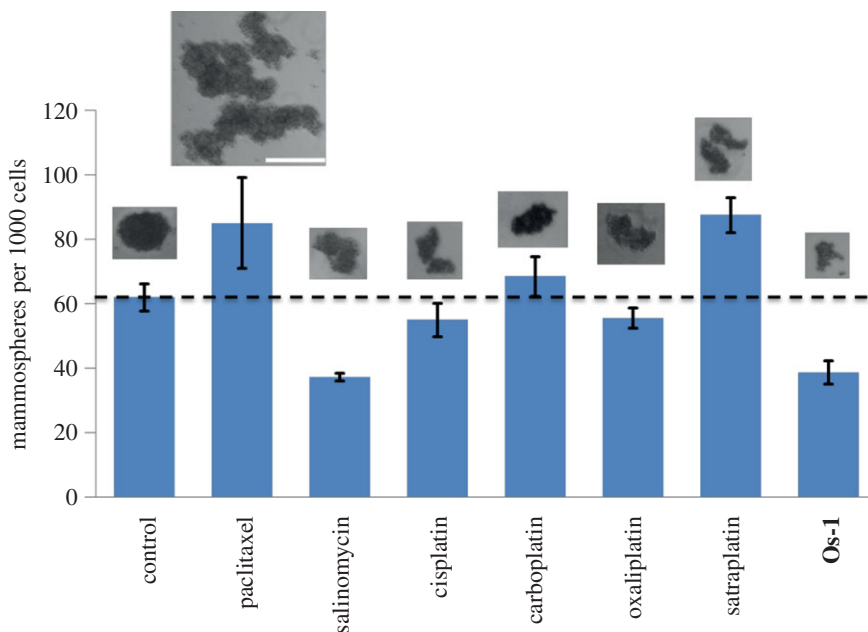 mammospheres per 1000 cells
120
100
80
60
40
20
0
control
paclitaxel
salinomycin
cisplatin
carboplatin
oxaliplatin
satraplatin
Os-1